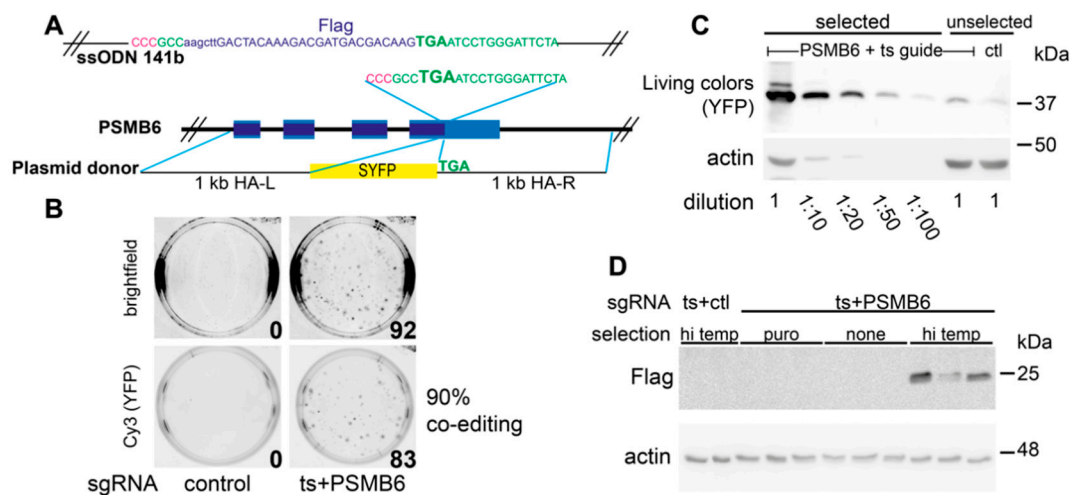 A
Flag
CCCGCCaagcttGACTACAAAGACGATGACGACAAGTGAATCCTGGGATTCTA
ssODN 141b
CCCGCCTGAATCCTGGGATTCTA
PSMB6
Plasmid donor
SYFP
TGA
1 kb HA-L
1 kb HA-R
B
brightfield
0
92
Cy3 (YFP)
0
83
90%
co-editing
sgRNA control ts+PSMB6
C
selected unselected
PSMB6 + ts guide ctl kDa
Living colors
(YFP)
37
50
actin
dilution 1 1:10 1:20 1:50 1:100 1 1
D
sgRNA ts+ctl ts+PSMB6
selection hi temp puro none hi temp kDa
Flag
25
actin
48